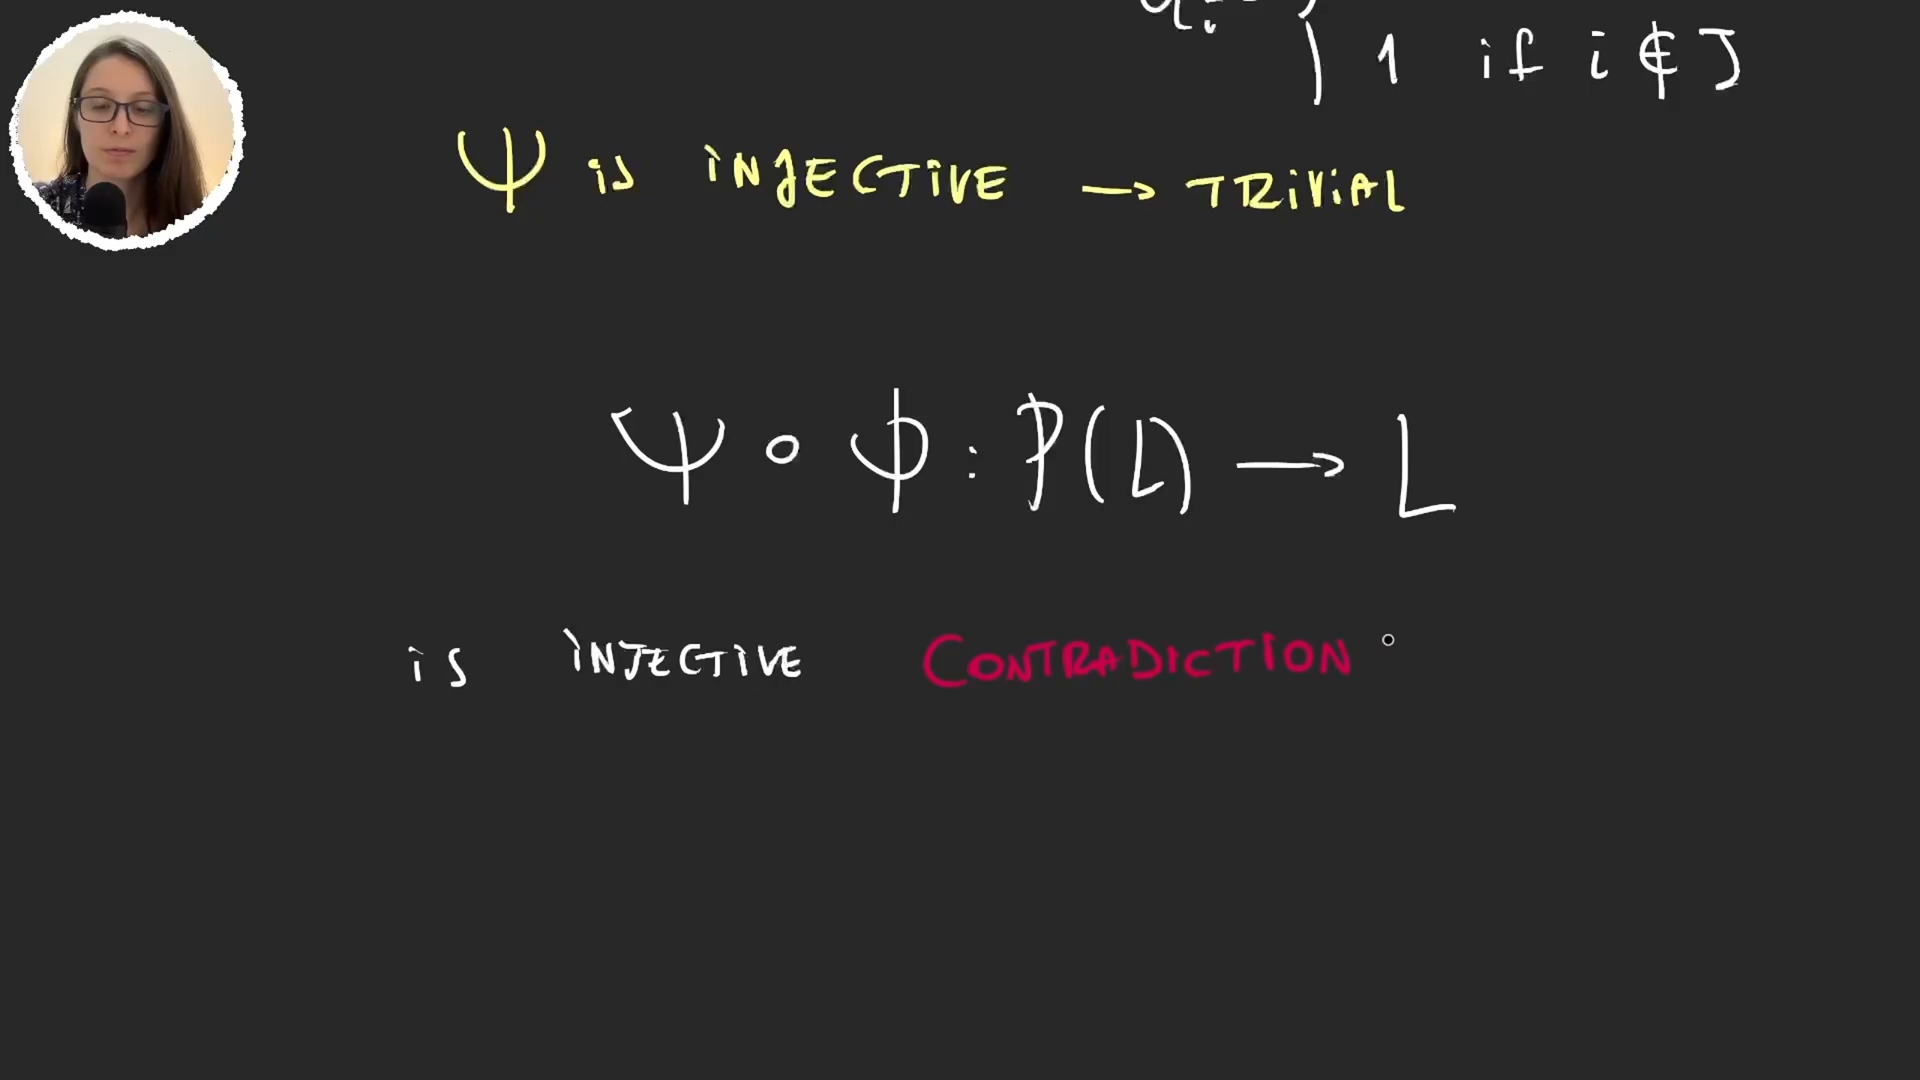 1 if i ∉ J
Ψ is INJECTIVE → TRIVIAL
Ψ ∘ Φ : P(L) → L
is INJECTIVE CONTRADICTION